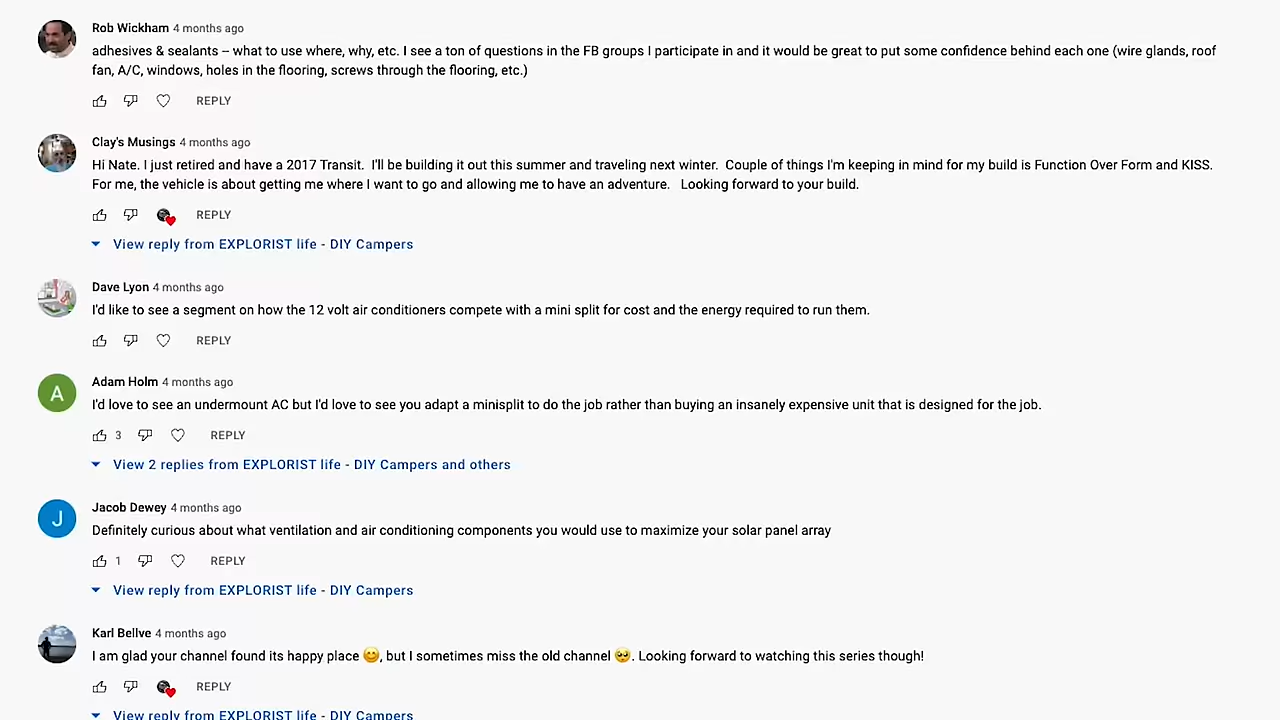 Rob Wickham 4 months ago
adhesives & sealants -- what to use where, why, etc. I see a ton of questions in the FB groups I participate in and it would be great to put some confidence behind each one (wire glands, roof
fan, A/C, windows, holes in the flooring, screws through the flooring, etc.)
REPLY
Clay's Musings 4 months ago
Hi Nate. I just retired and have a 2017 Transit. I'll be building it out this summer and traveling next winter. Couple of things I'm keeping in mind for my build is Function Over Form and KISS.
For me, the vehicle is about getting me where I want to go and allowing me to have an adventure. Looking forward to your build.
REPLY
View reply from EXPLORIST life - DIY Campers
Dave Lyon 4 months ago
I'd like to see a segment on how the 12 volt air conditioners compete with a mini split for cost and the energy required to run them.
REPLY
A
Adam Holm 4 months ago
I'd love to see an undermount AC but I'd love to see you adapt a minisplit to do the job rather than buying an insanely expensive unit that is designed for the job.
3 REPLY
View 2 replies from EXPLORIST life - DIY Campers and others
J
Jacob Dewey 4 months ago
Definitely curious about what ventilation and air conditioning components you would use to maximize your solar panel array
1 REPLY
View reply from EXPLORIST life - DIY Campers
Karl Bellve 4 months ago
I am glad your channel found its happy place 😊, but I sometimes miss the old channel 🥺. Looking forward to watching this series though!
REPLY
View reply from EXPLORIST life - DIY Campers